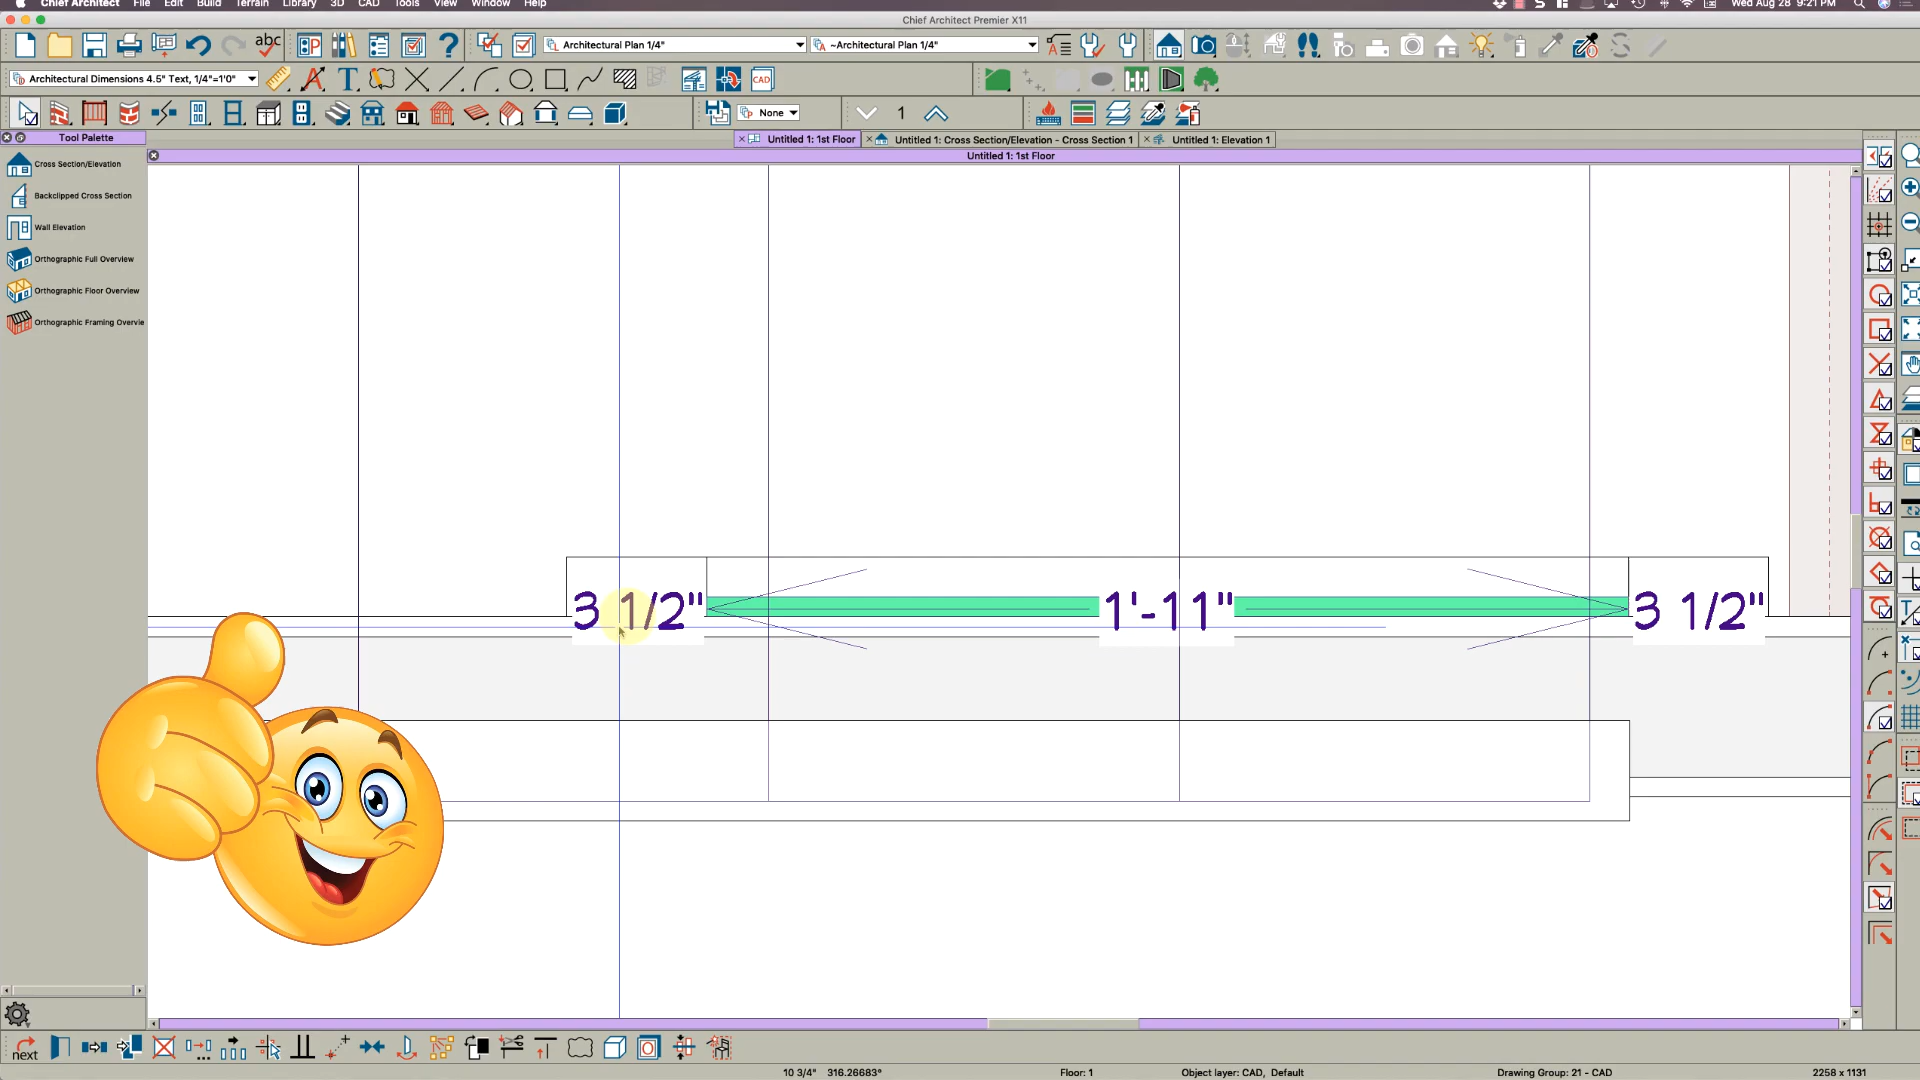 Chief Architect File Edit Build Terrain Library 3D CAD Tools View Window Help Wed Aug 28 9:21 PM
Chief Architect Premier X11
abc Architectural Plan 1/4" ~Architectural Plan 1/4"
Architectural Dimensions 4.5" Text, 1/4"=1'0" T CAD
None 1
Tool Palette
Untitled 1: 1st Floor Untitled 1: Cross Section/Elevation - Cross Section 1 Untitled 1: Elevation 1
Untitled 1: 1st Floor
Cross Section/Elevation
Backclipped Cross Section
Wall Elevation
Orthographic Full Overview
Orthographic Floor Overview
Orthographic Framing Overvie
3 1/2" 1'-11" 3 1/2"
next
10 3/4" 316.26683° Floor: 1 Object layer: CAD, Default Drawing Group: 21 - CAD 2258 x 1131